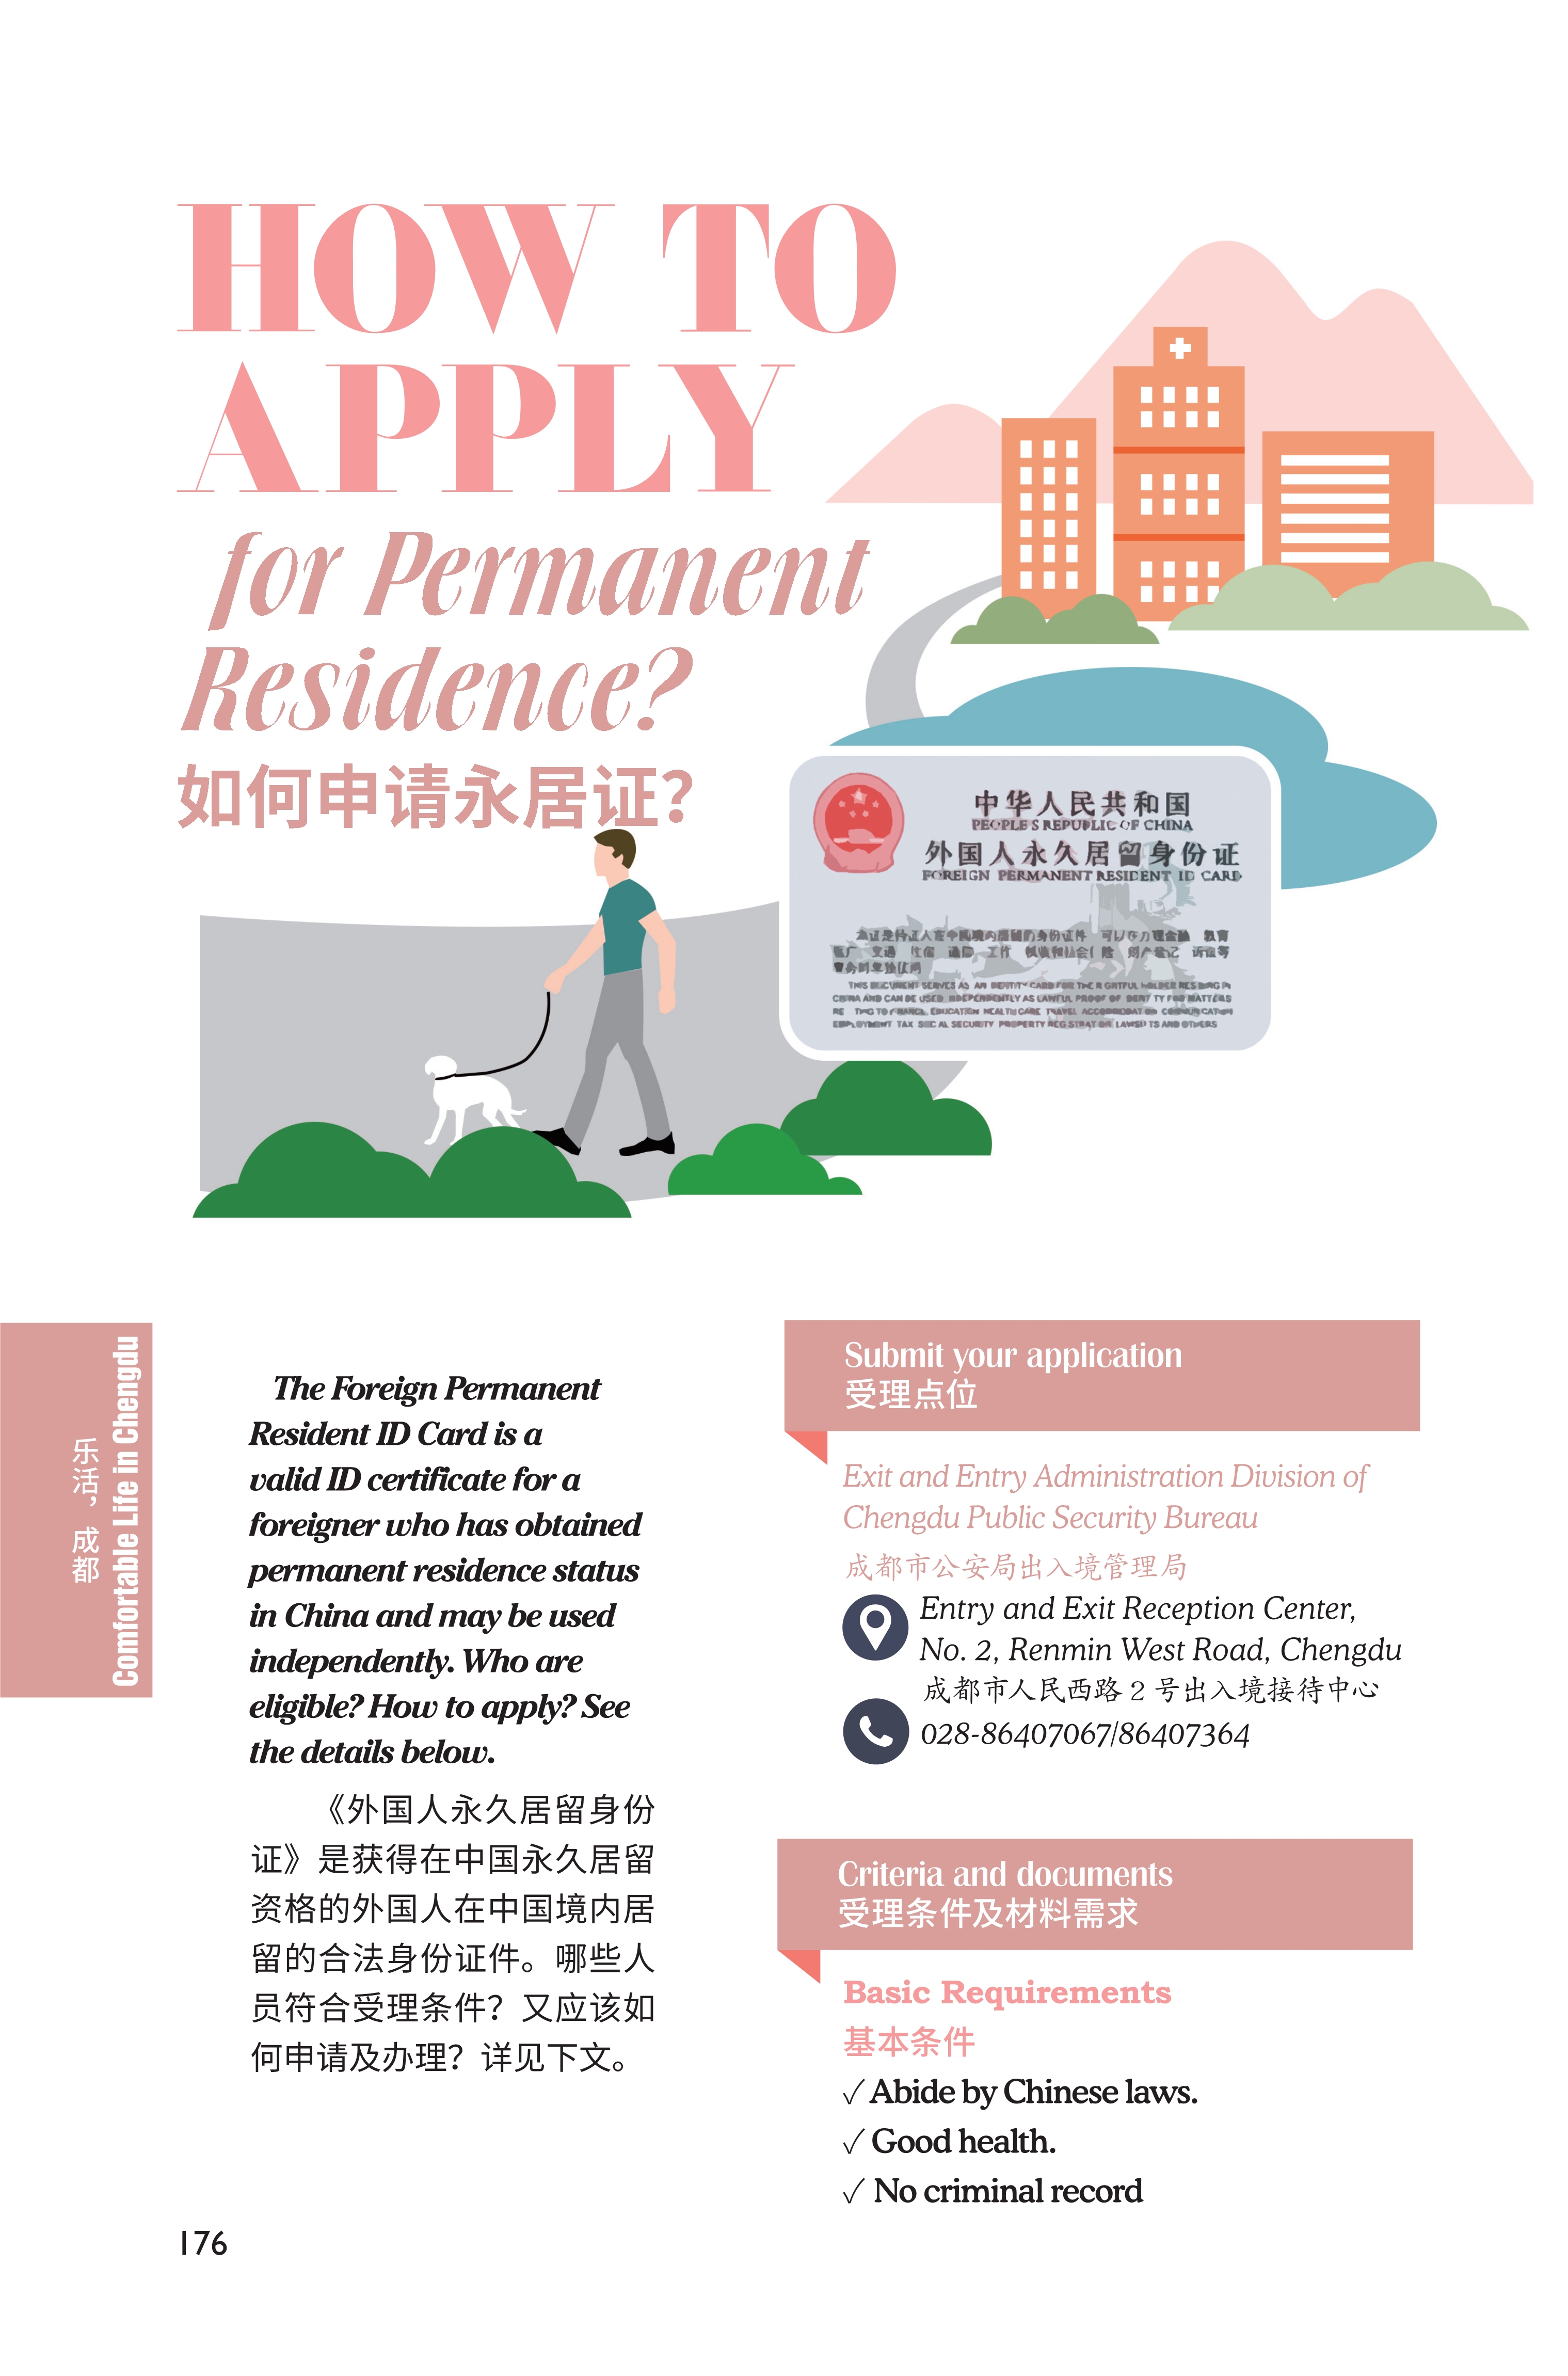 HOW TO
APPLY
for Permanent
Residence?
如何申请永居证？
中华人民共和国
PEOPLE'S REPUBLIC OF CHINA
外国人永久居留身份证
FOREIGN PERMANENT RESIDENT ID CARD
乐活，成都
Comfortable Life in Chengdu
The Foreign Permanent
Resident ID Card is a
valid ID certificate for a
foreigner who has obtained
permanent residence status
in China and may be used
independently. Who are
eligible? How to apply? See
the details below.
《外国人永久居留身份
证》是获得在中国永久居留
资格的外国人在中国境内居
留的合法身份证件。哪些人
员符合受理条件？又应该如
何申请及办理？详见下文。
Submit your application
受理点位
Exit and Entry Administration Division of
Chengdu Public Security Bureau
成都市公安局出入境管理局
Entry and Exit Reception Center,
No. 2, Renmin West Road, Chengdu
成都市人民西路 2 号出入境接待中心
028-86407067/86407364
Criteria and documents
受理条件及材料需求
Basic Requirements
基本条件
✓ Abide by Chinese laws.
✓ Good health.
✓ No criminal record
176